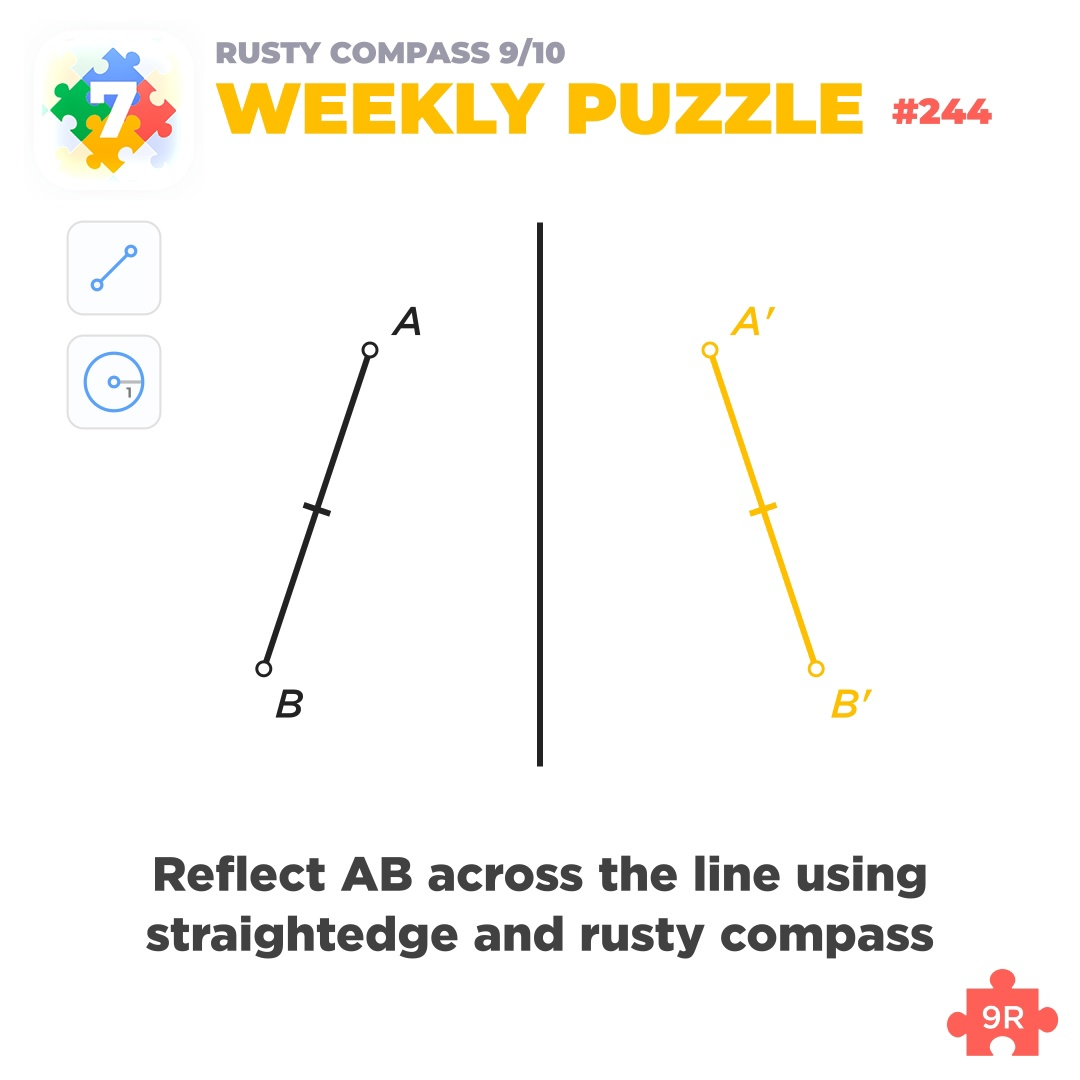 RUSTY COMPASS 9/10
7
WEEKLY PUZZLE #244
1
A
A′
B
B′
Reflect AB across the line using
straightedge and rusty compass
9R